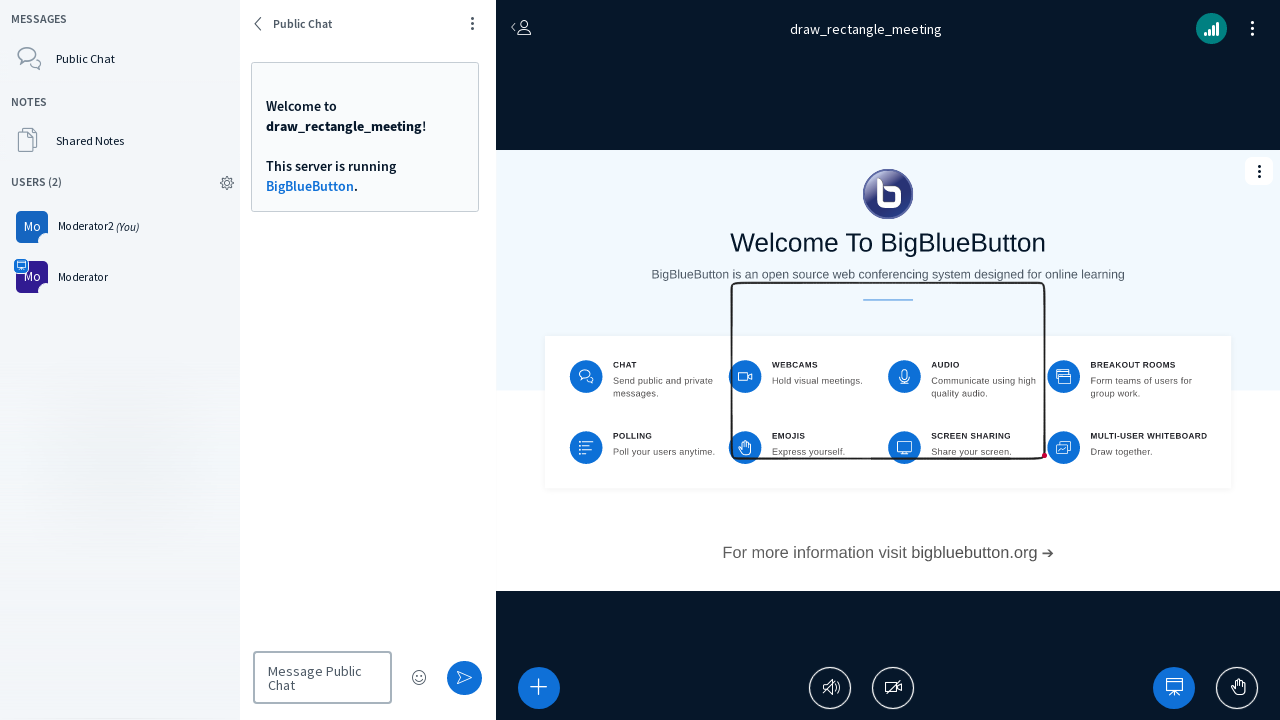 MESSAGES
Public Chat
NOTES
Shared Notes
USERS (2)
Mo
Moderator2 (You)
Mo
Moderator
Public Chat
Welcome to
draw_rectangle_meeting!
This server is running
BigBlueButton.
Message Public
Chat
draw_rectangle_meeting
b
Welcome To BigBlueButton
BigBlueButton is an open source web conferencing system designed for online learning
CHAT
Send public and private
messages.
WEBCAMS
Hold visual meetings.
AUDIO
Communicate using high
quality audio.
BREAKOUT ROOMS
Form teams of users for
group work.
POLLING
Poll your users anytime.
EMOJIS
Express yourself.
SCREEN SHARING
Share your screen.
MULTI-USER WHITEBOARD
Draw together.
For more information visit bigbluebutton.org ➔